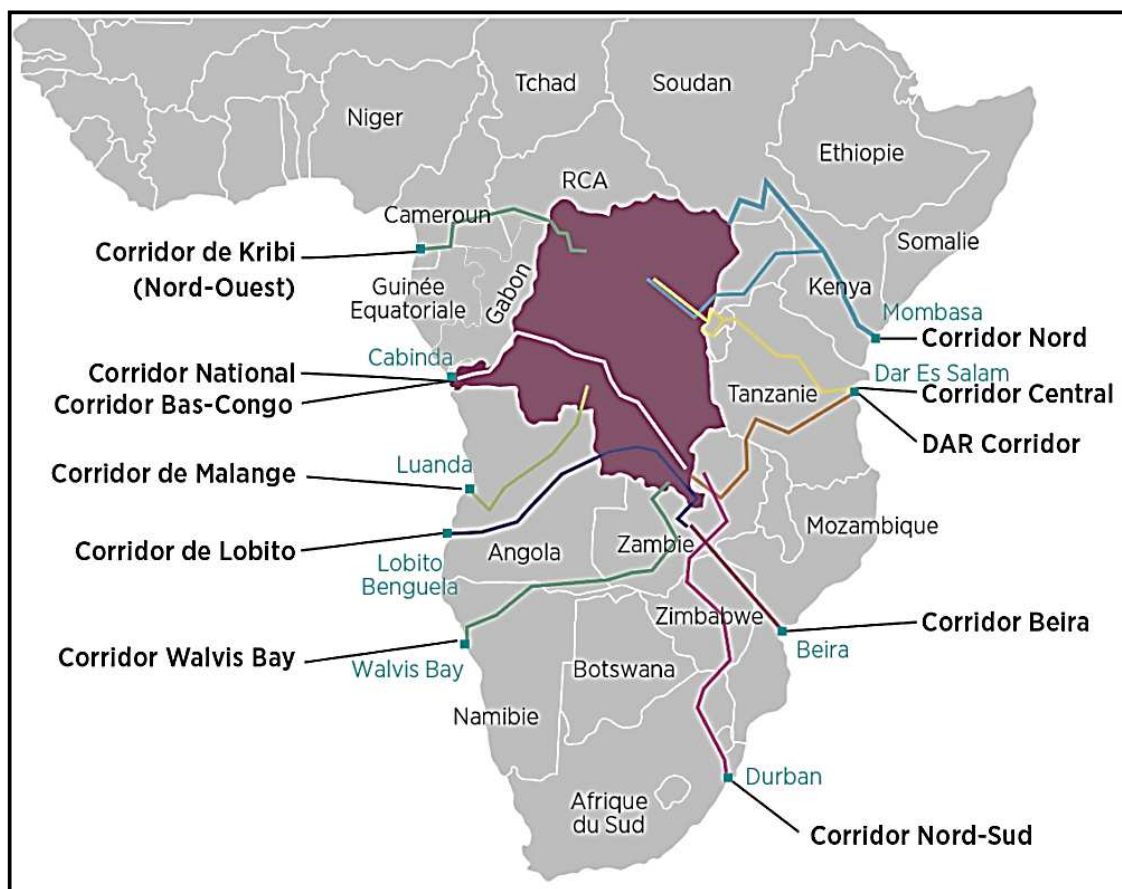 Tchad
Soudan
Niger
Ethiopie
RCA
Cameroun
Corridor de Kribi
(Nord-Ouest)
Somalie
Guinée
Equatoriale
Gabon
Kenya
Mombasa
Corridor Nord
Cabinda
Corridor National
Corridor Bas-Congo
Dar Es Salam
Tanzanie
Corridor Central
DAR Corridor
Corridor de Malange
Luanda
Mozambique
Corridor de Lobito
Angola
Zambie
Lobito
Benguela
Zimbabwe
Corridor Beira
Beira
Corridor Walvis Bay
Walvis Bay
Botswana
Namibie
Durban
Afrique
du Sud
Corridor Nord-Sud